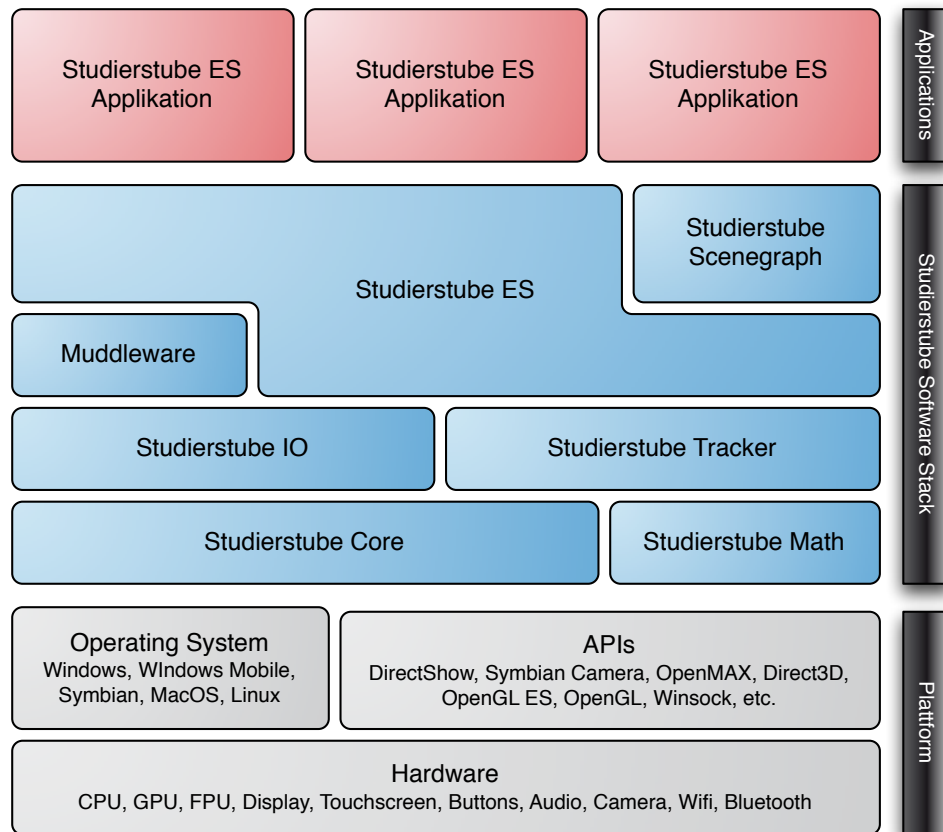 Studierstube ES
Applikation
Studierstube ES
Applikation
Studierstube ES
Applikation
Applications
Studierstube
Scenegraph
Studierstube ES
Muddleware
Studierstube IO
Studierstube Tracker
Studierstube Core
Studierstube Math
Studierstube Software Stack
Operating System
Windows, WIndows Mobile,
Symbian, MacOS, Linux
APIs
DirectShow, Symbian Camera, OpenMAX, Direct3D,
OpenGL ES, OpenGL, Winsock, etc.
Hardware
CPU, GPU, FPU, Display, Touchscreen, Buttons, Audio, Camera, Wifi, Bluetooth
Plattform